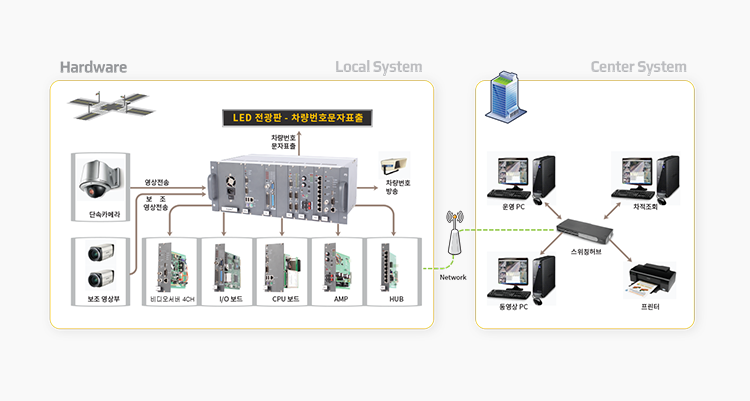 Hardware
Local System
Center System
LED 전광판 - 차량번호문자표출
차량번호
문자표출
영상전송
보 조
영상전송
차량번호
방송
단속카메라
보조 영상부
비디오서버 4CH
I/O 보드
CPU 보드
AMP
HUB
Network
운영 PC
차적조회
스위칭허브
동영상 PC
프린터